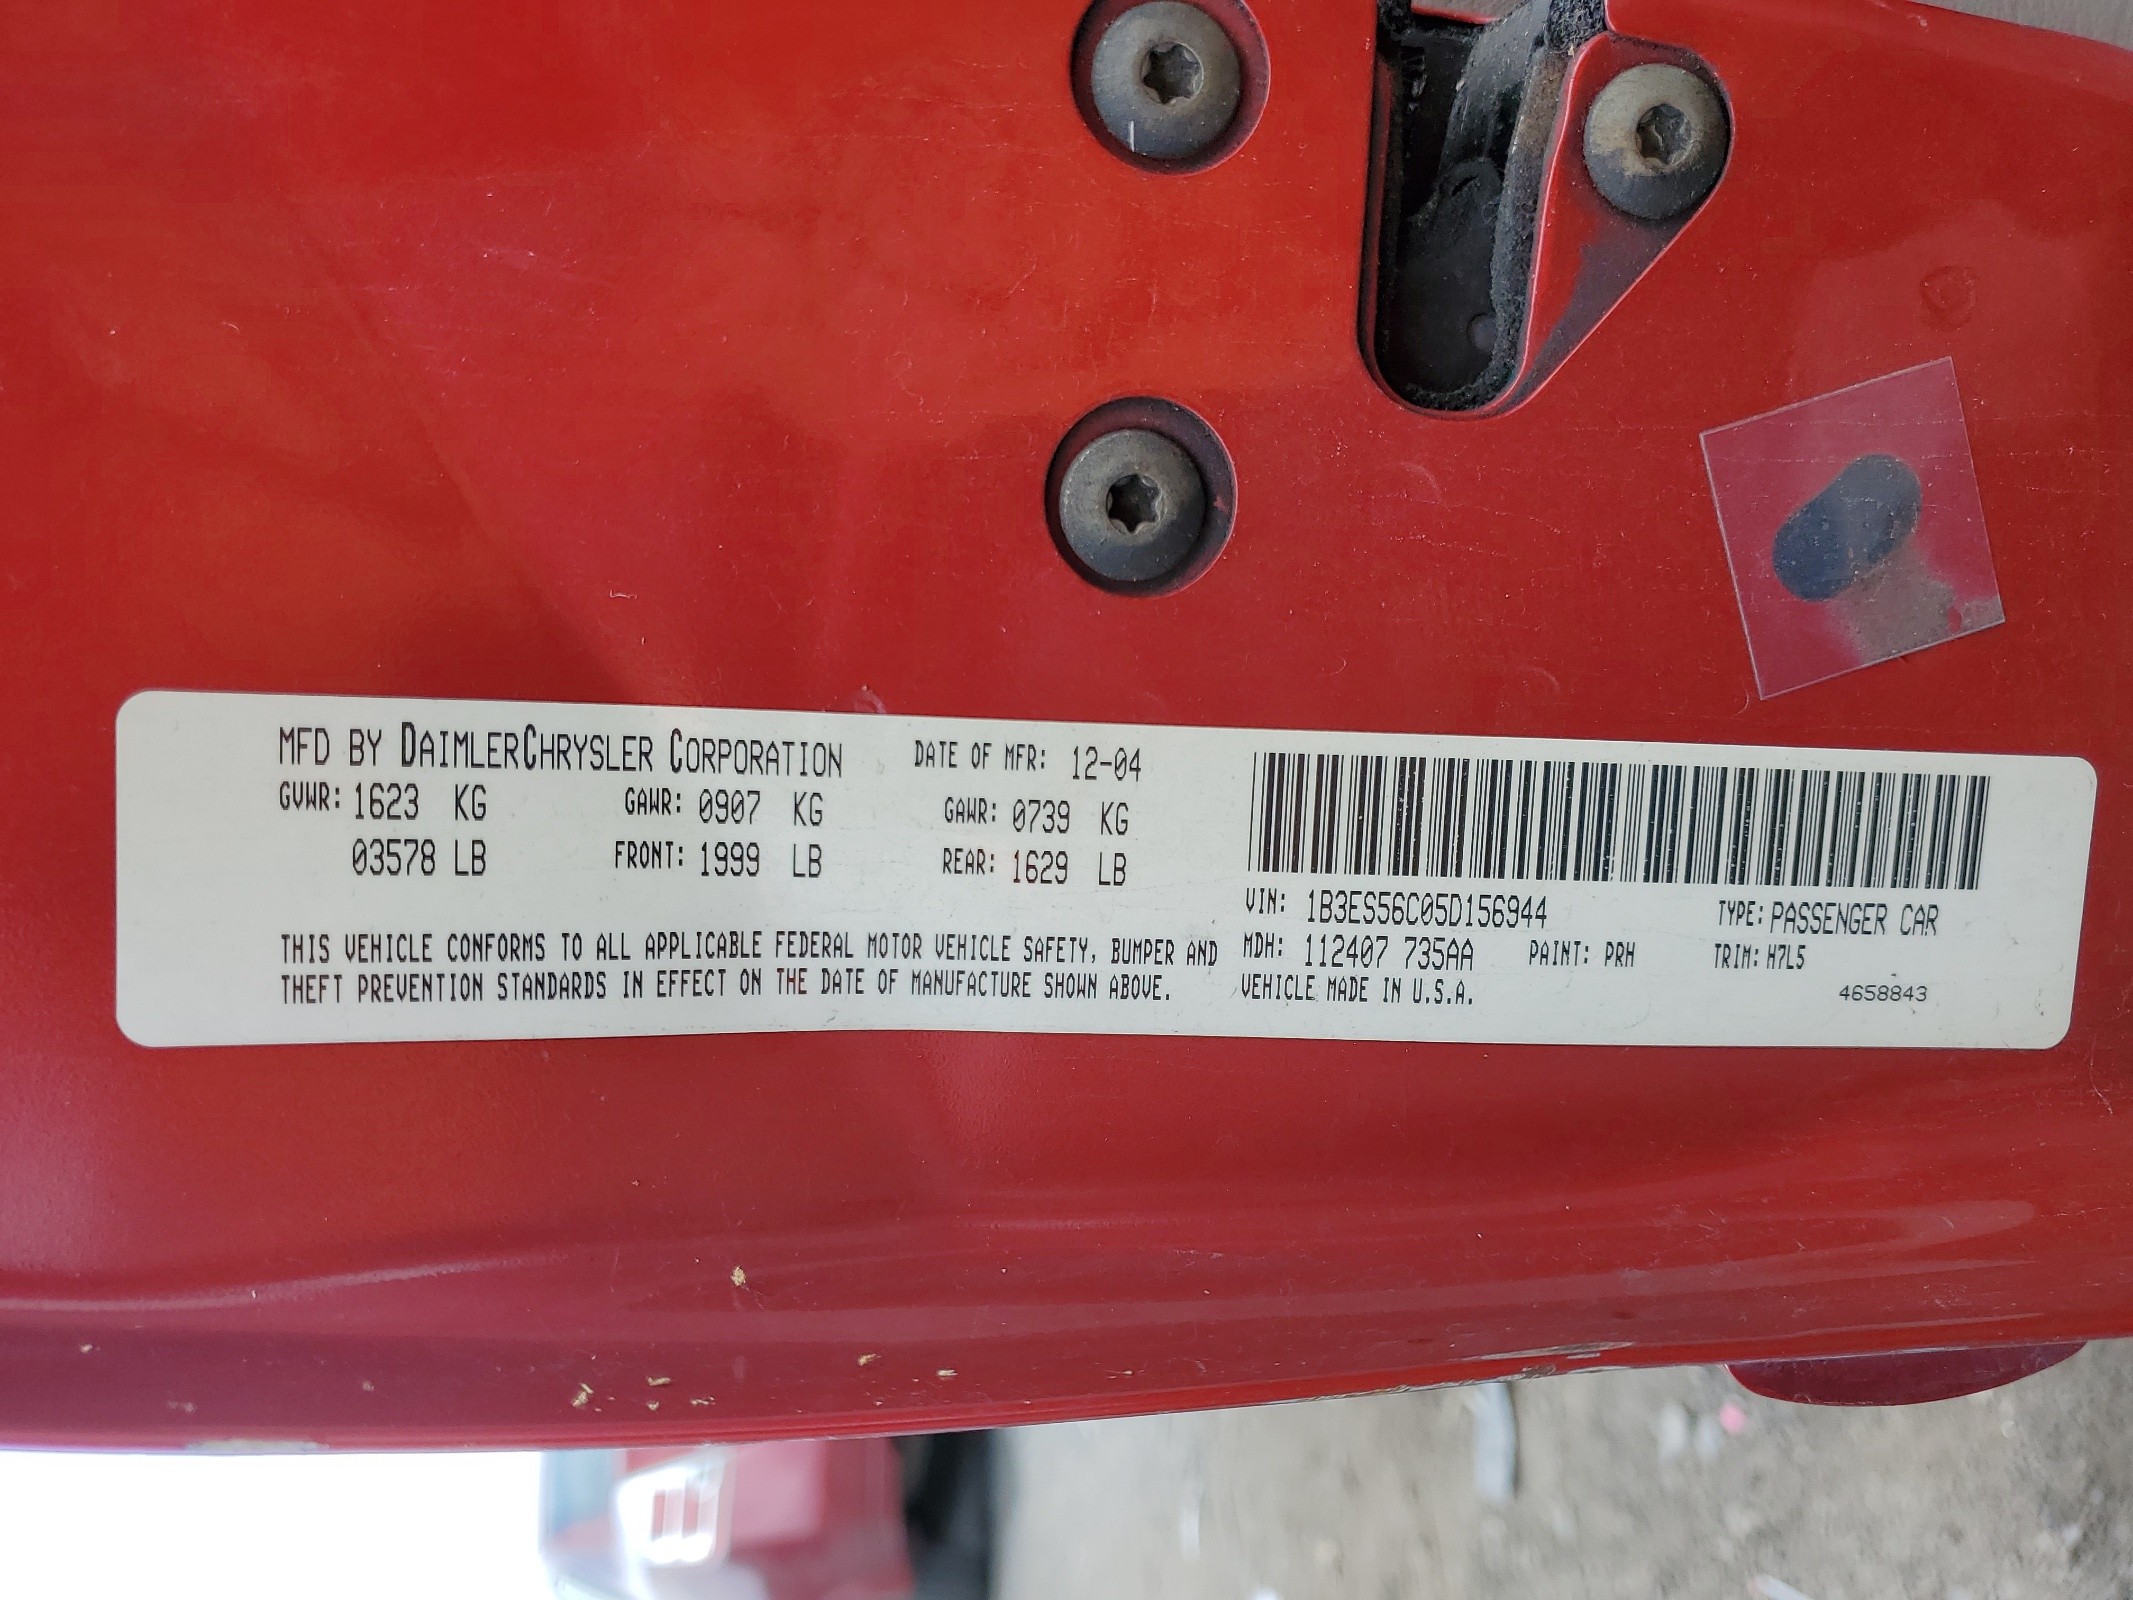 MFD BY DAIMLERCHRYSLER CORPORATION DATE OF MFR: 12-04
GVWR: 1623 KG GAWR: 0907 KG GAWR: 0739 KG
03578 LB FRONT: 1999 LB REAR: 1629 LB
THIS VEHICLE CONFORMS TO ALL APPLICABLE FEDERAL MOTOR VEHICLE SAFETY, BUMPER AND
THEFT PREVENTION STANDARDS IN EFFECT ON THE DATE OF MANUFACTURE SHOWN ABOVE.
VIN: 1B3ES56C05D156944 TYPE: PASSENGER CAR
MDH: 112407 735AA PAINT: PRH TRIM: H7L5
VEHICLE MADE IN U.S.A. 4658843